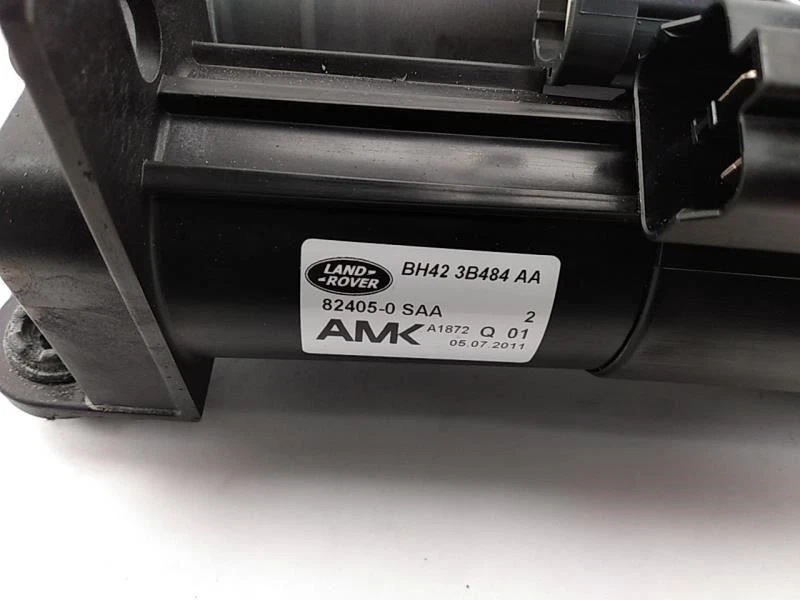 LAND-
-ROVER
BH42 3B484 AA
82405-0 SAA 2
AMK A1872 Q 01
05.07.2011